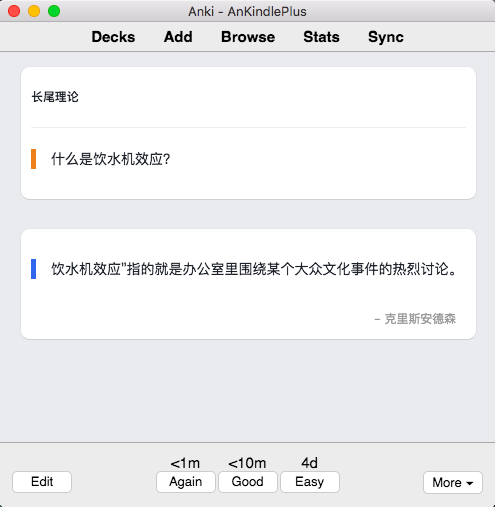 Anki - AnKindlePlus
Decks Add Browse Stats Sync
长尾理论
什么是饮水机效应?
饮水机效应"指的就是办公室里围绕某个大众文化事件的热烈讨论。
- 克里斯安德森
<1m <10m 4d
Edit Again Good Easy More